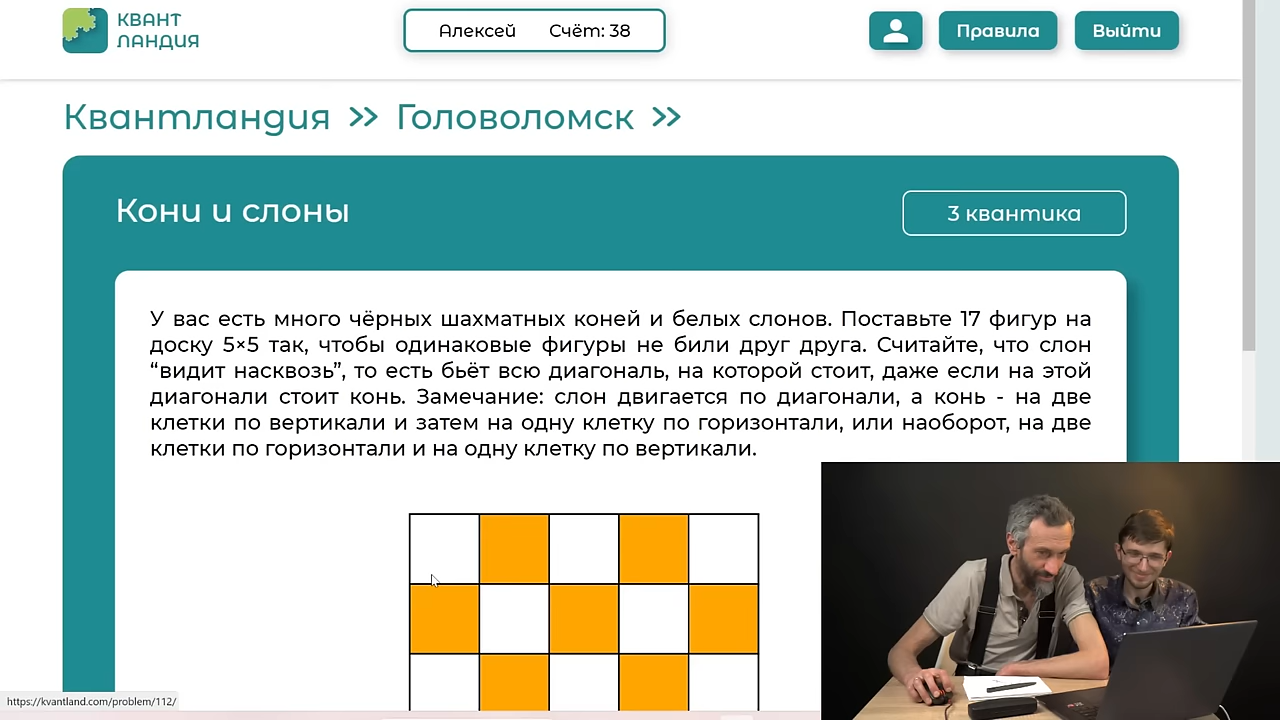 КВАНТ
ЛАНДИЯ
Алексей Счёт: 38
Правила
Выйти
Квантландия >> Головоломск >>
Кони и слоны
3 квантика
У вас есть много чёрных шахматных коней и белых слонов. Поставьте 17 фигур на
доску 5×5 так, чтобы одинаковые фигуры не били друг друга. Считайте, что слон
“видит насквозь”, то есть бьёт всю диагональ, на которой стоит, даже если на этой
диагонали стоит конь. Замечание: слон двигается по диагонали, а конь - на две
клетки по вертикали и затем на одну клетку по горизонтали, или наоборот, на две
клетки по горизонтали и на одну клетку по вертикали.
https://kvantland.com/problem/112/